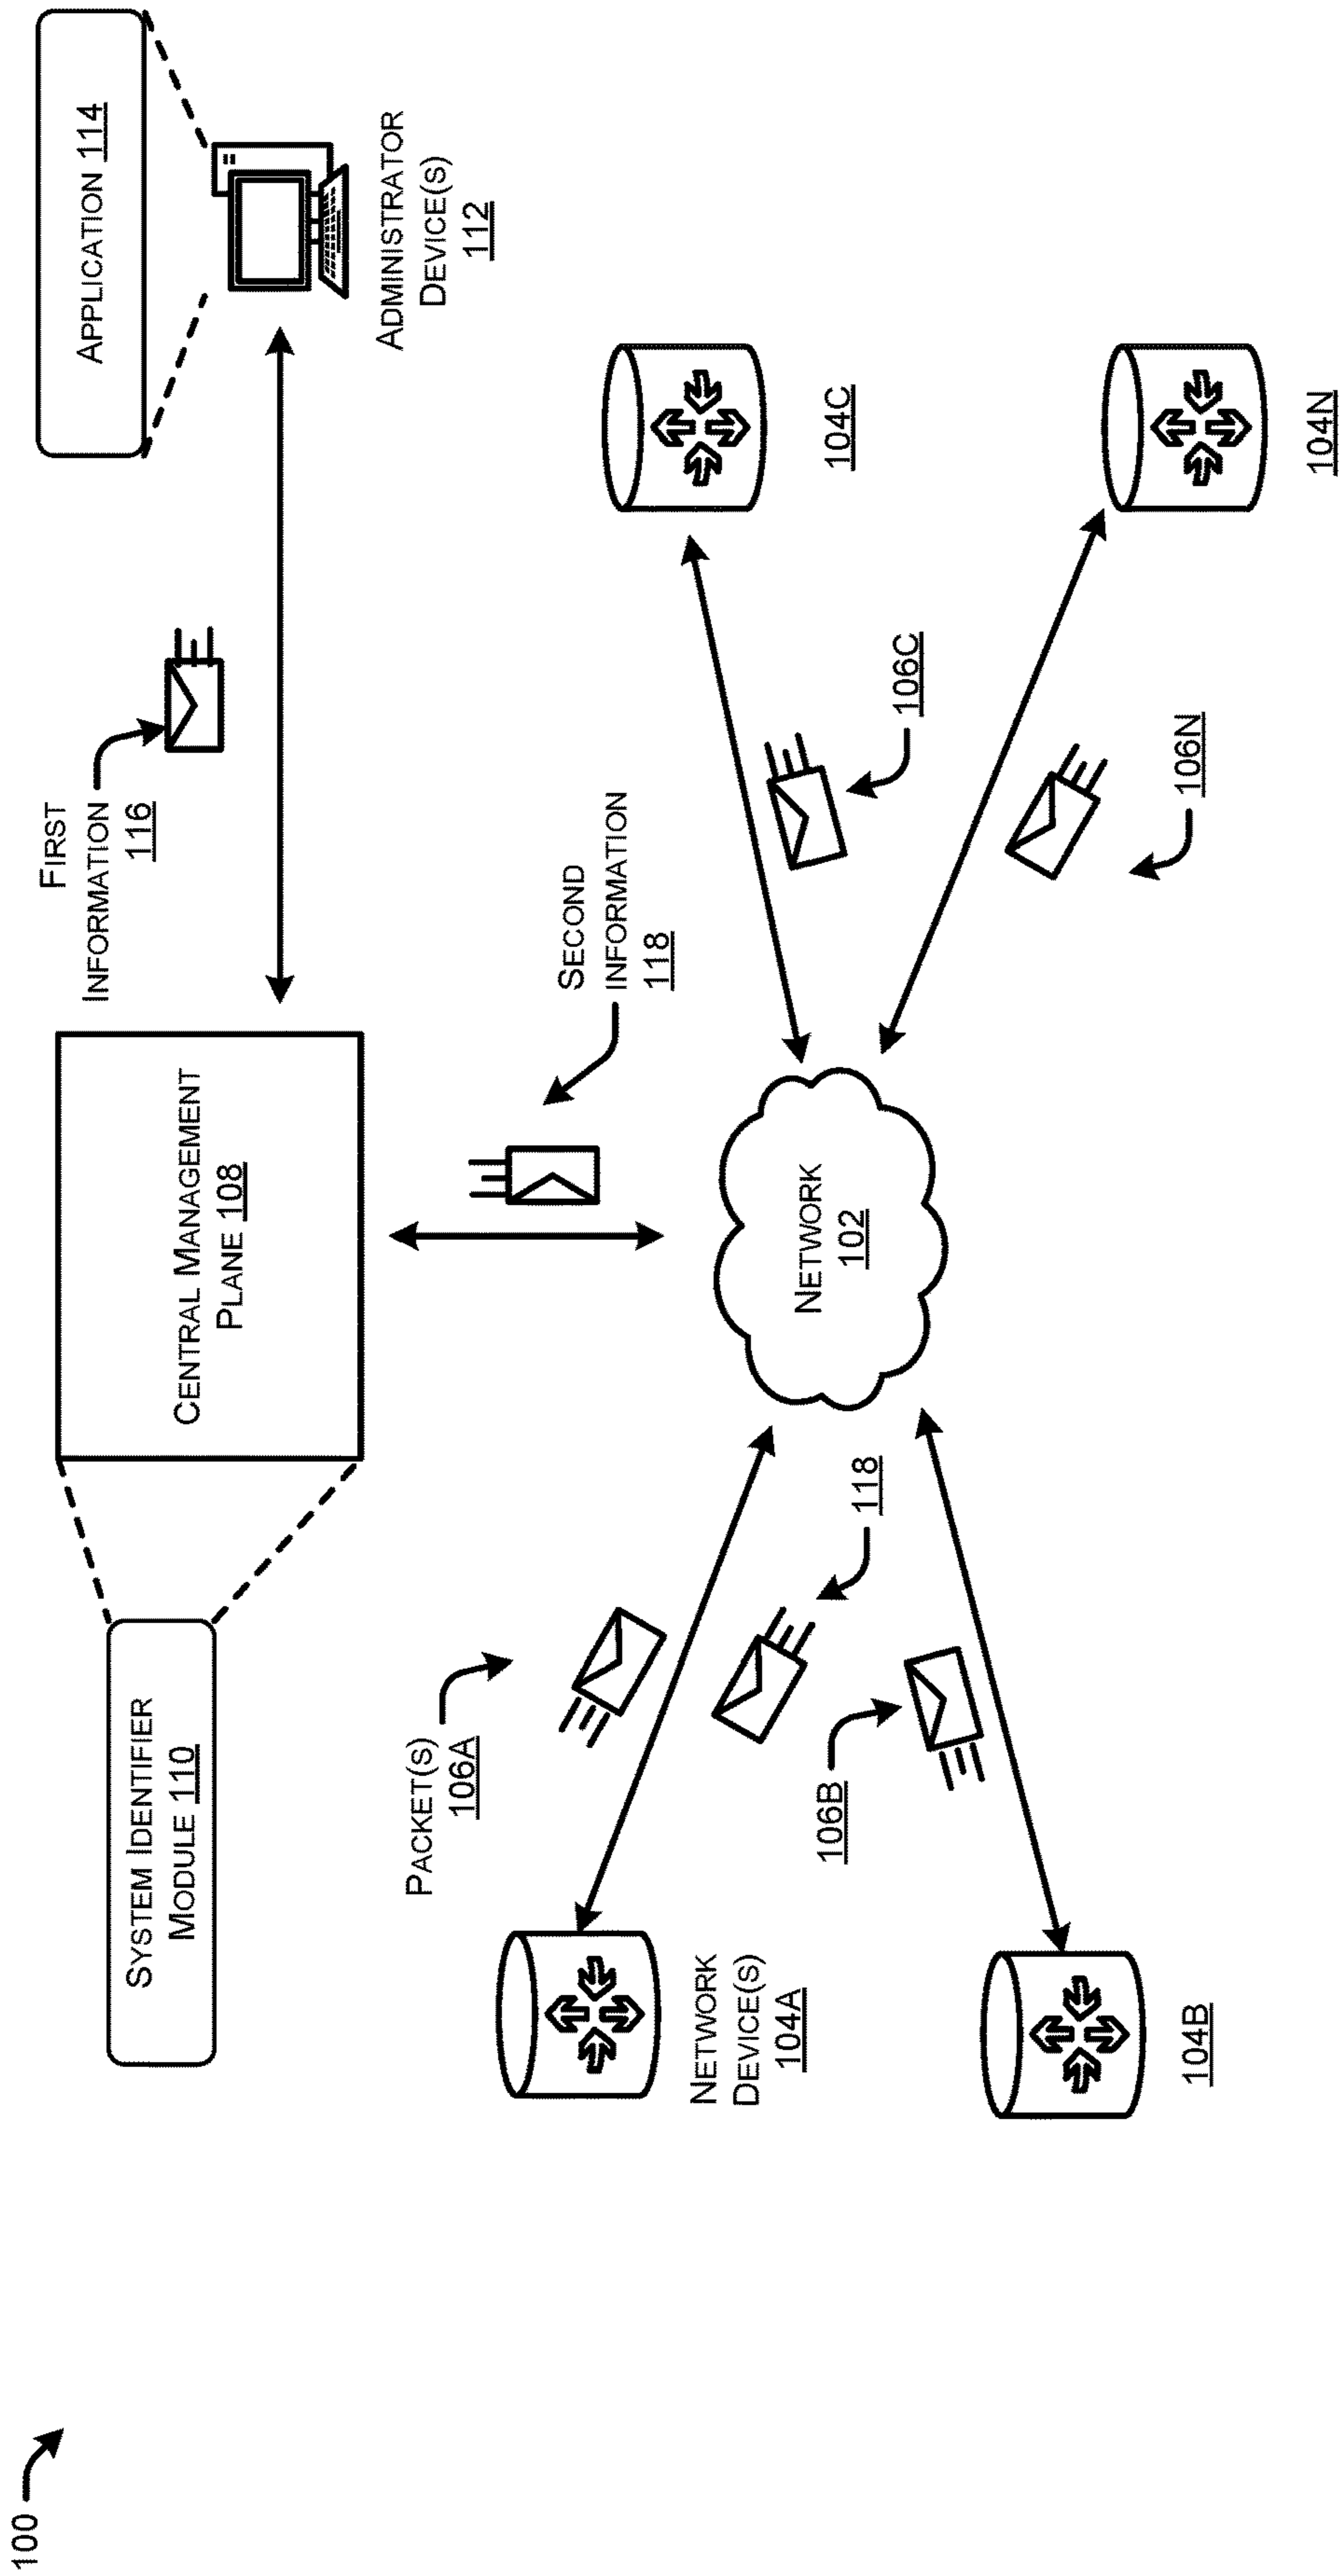 100
SYSTEM IDENTIFIER
MODULE 110
CENTRAL MANAGEMENT
PLANE 108
FIRST
INFORMATION
116
APPLICATION 114
ADMINISTRATOR
DEVICE(S)
112
SECOND
INFORMATION
118
PACKET(S)
106A
NETWORK
DEVICE(S)
104A
118
NETWORK
102
106C
104C
106B
104B
106N
104N